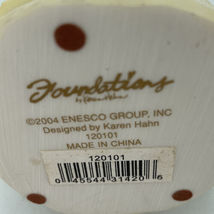 Foundations
by Karen Hahn
©2004 ENESCO GROUP, INC
Designed by Karen Hahn
120101
MADE IN CHINA
120101
0 45544 31420 5